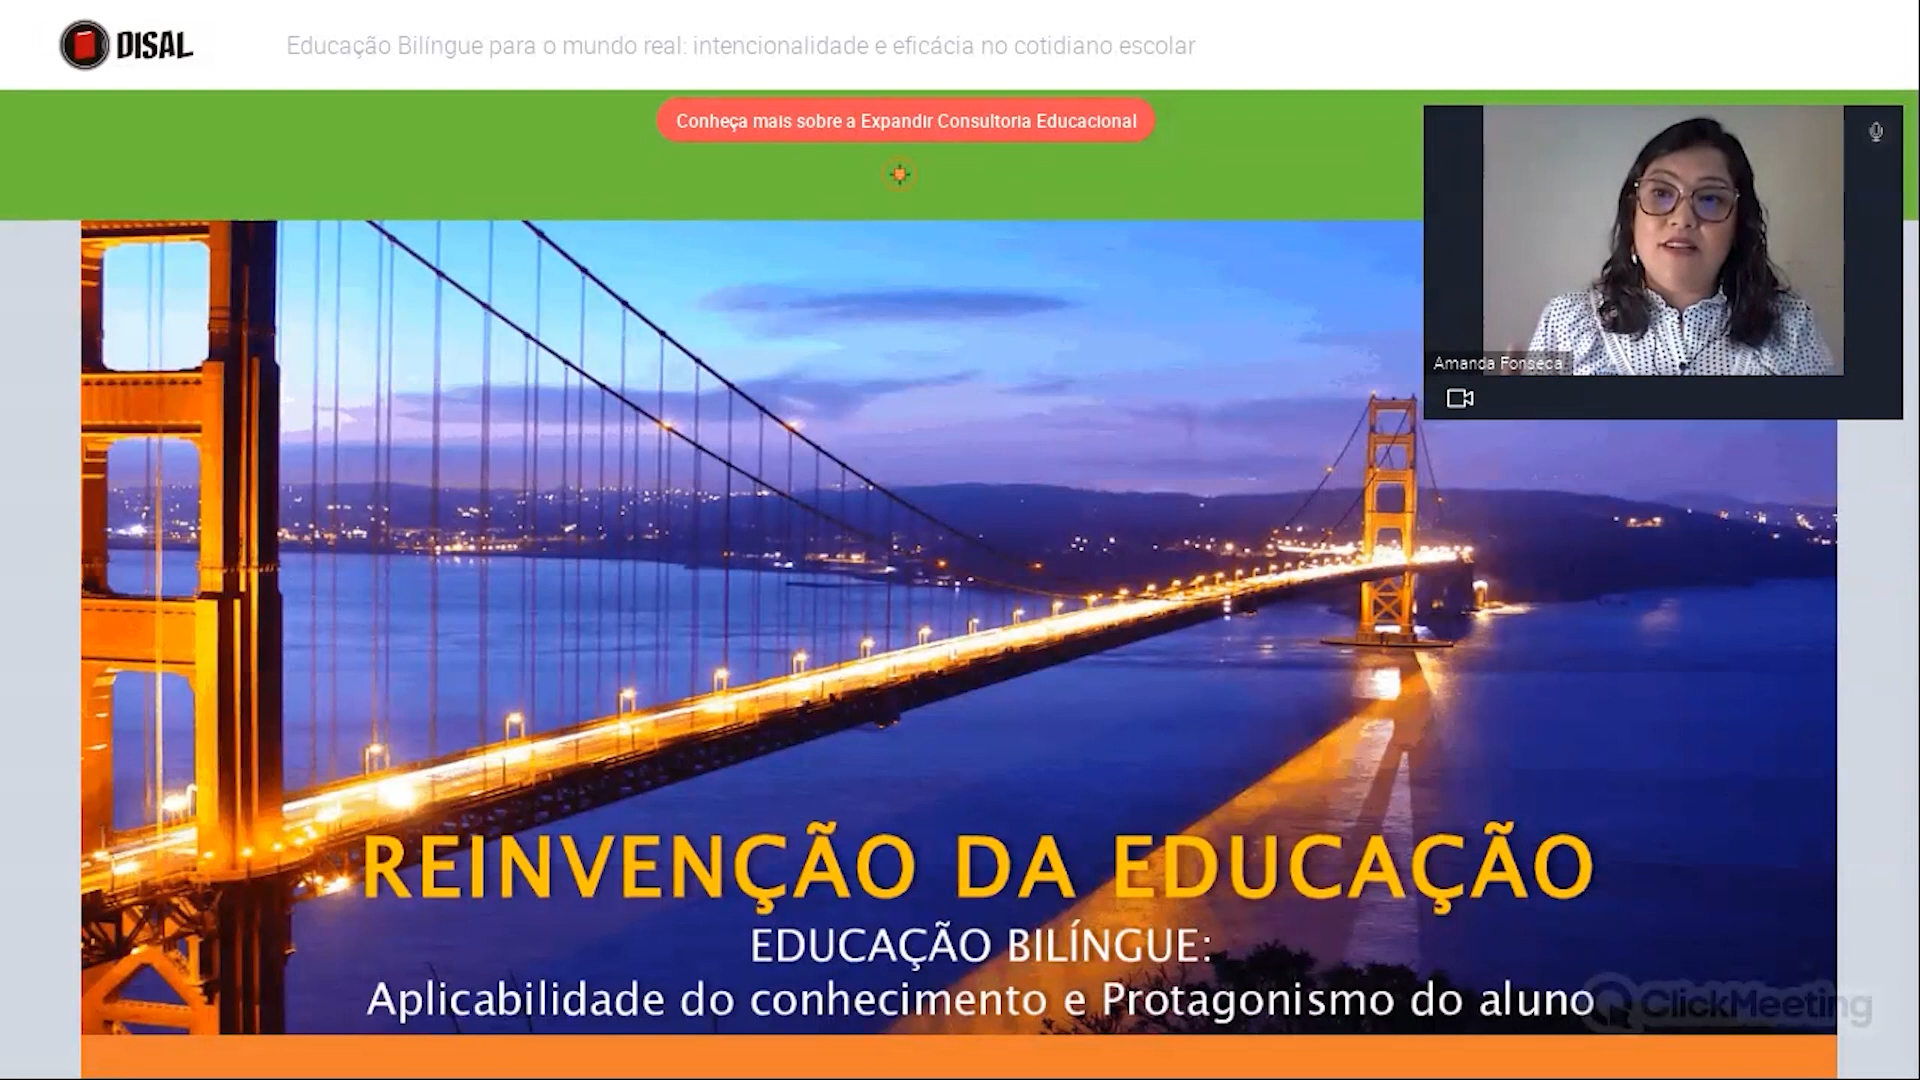 DISAL
Educação Bilíngue para o mundo real: intencionalidade e eficácia no cotidiano escolar
Conheça mais sobre a Expandir Consultoria Educacional
Amanda Fonseca
REINVENÇÃO DA EDUCAÇÃO
EDUCAÇÃO BILÍNGUE:
Aplicabilidade do conhecimento e Protagonismo do aluno
ClickMeeting